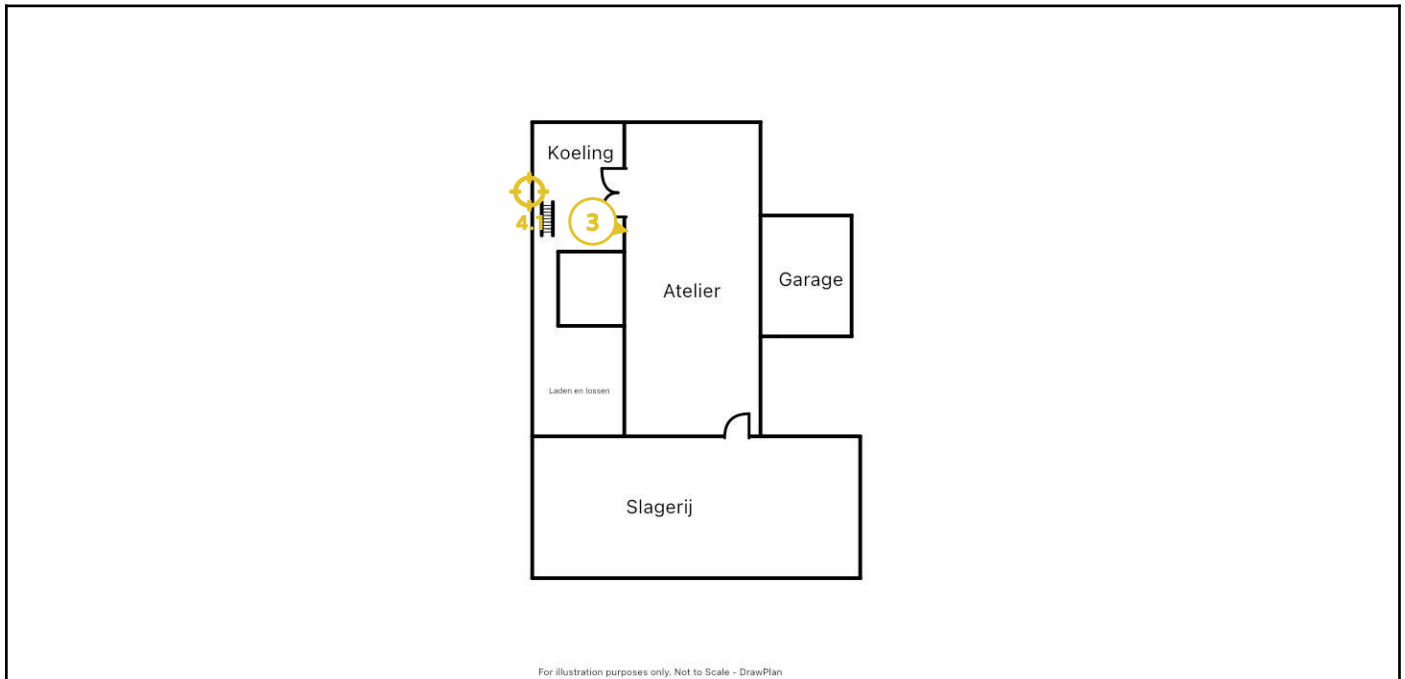 Koeling
4.1
3
Garage
Atelier
Laden en lossen
Slagerij
For illustration purposes only. Not to Scale - DrawPlan